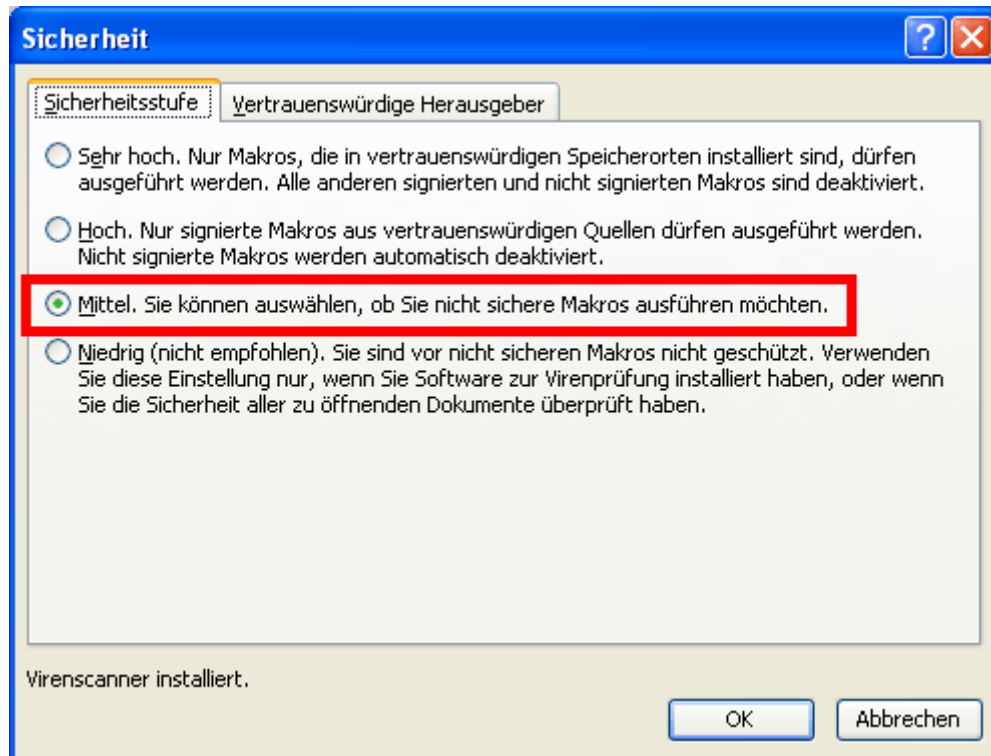 Sicherheit
Sicherheitsstufe
Vertrauenswürdige Herausgeber
Sehr hoch. Nur Makros, die in vertrauenswürdigen Speicherorten installiert sind, dürfen
ausgeführt werden. Alle anderen signierten und nicht signierten Makros sind deaktiviert.
Hoch. Nur signierte Makros aus vertrauenswürdigen Quellen dürfen ausgeführt werden.
Nicht signierte Makros werden automatisch deaktiviert.
Mittel. Sie können auswählen, ob Sie nicht sichere Makros ausführen möchten.
Niedrig (nicht empfohlen). Sie sind vor nicht sicheren Makros nicht geschützt. Verwenden
Sie diese Einstellung nur, wenn Sie Software zur Virenprüfung installiert haben, oder wenn
Sie die Sicherheit aller zu öffnenden Dokumente überprüft haben.
Virenscanner installiert.
OK
Abbrechen